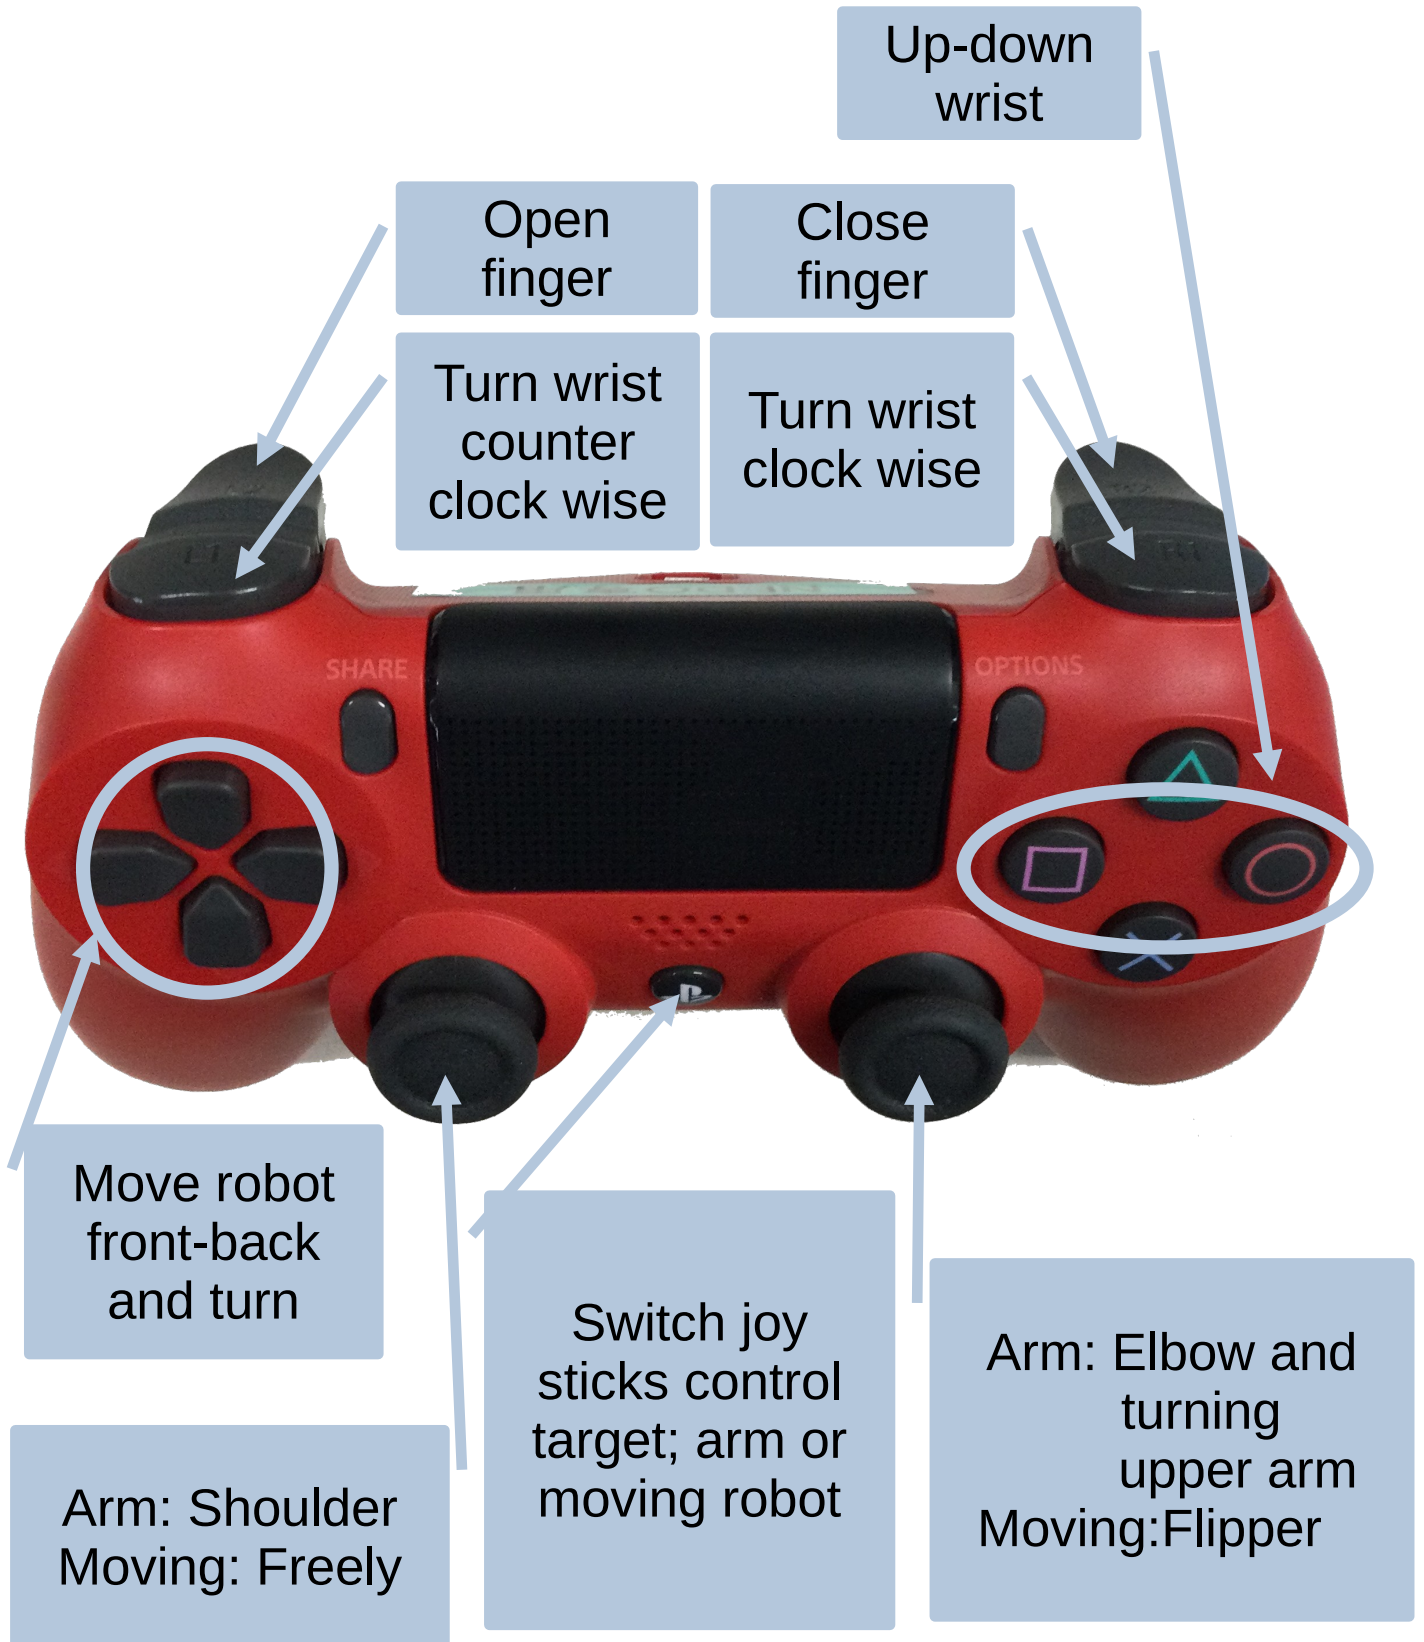 Up-down
wrist
Open
finger
Close
finger
Turn wrist
counter
clock wise
Turn wrist
clock wise
L1
R1
SHARE
OPTIONS
Move robot
front-back
and turn
Switch joy
sticks control
target; arm or
moving robot
Arm: Elbow and
turning
upper arm
Moving:Flipper
Arm: Shoulder
Moving: Freely